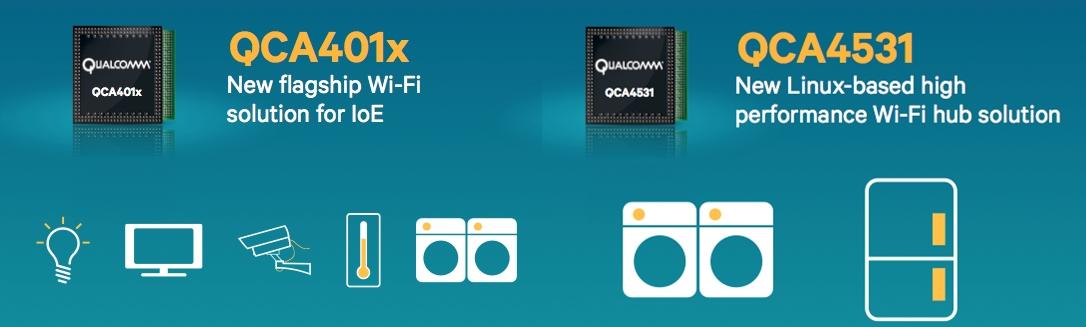 QCA401x
New flagship Wi-Fi
solution for IoE
QUALCOMM
QCA401x
QCA4531
New Linux-based high
performance Wi-Fi hub solution
QUALCOMM
QCA4531